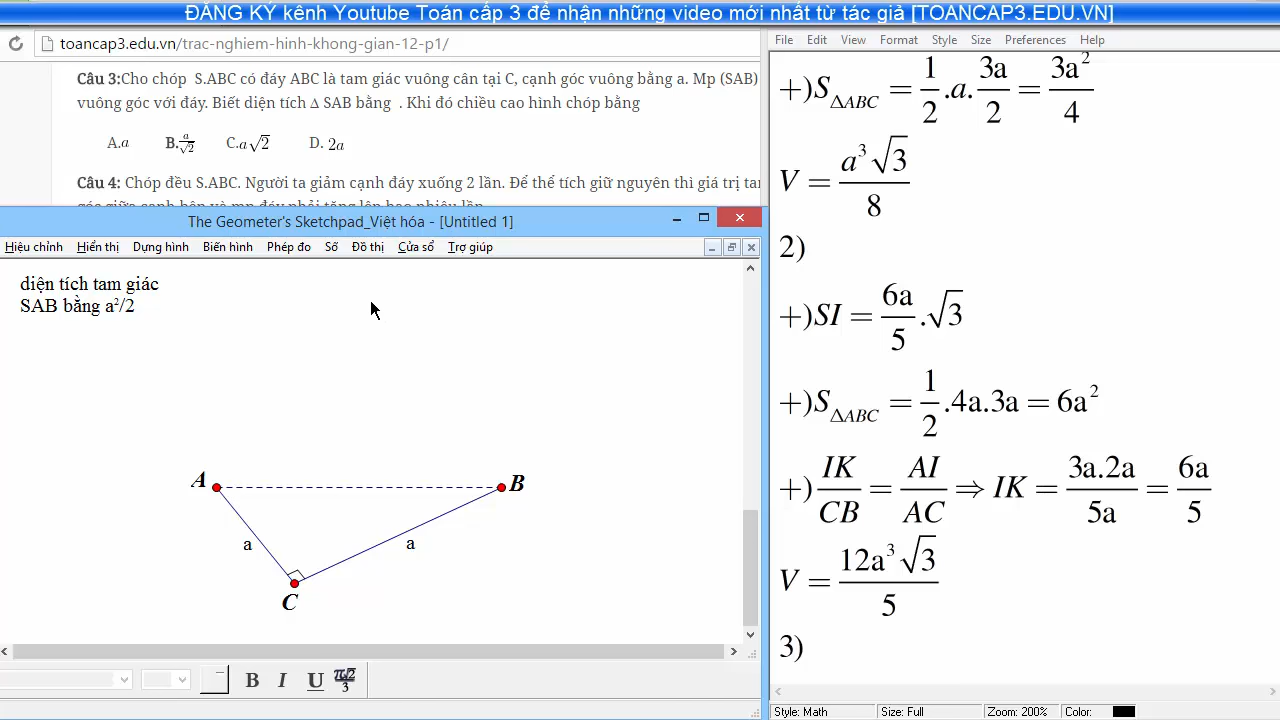 ĐĂNG KÝ kênh Youtube Toán cấp 3 để nhận những video mới nhất từ tác giả [TOANCAP3.EDU.VN]
toancap3.edu.vn/trac-nghiem-hinh-khong-gian-12-p1/
Câu 3:Cho chóp S.ABC có đáy ABC là tam giác vuông cân tại C, cạnh góc vuông bằng a. Mp (SAB)
vuông góc với đáy. Biết diện tích Δ SAB bằng . Khi đó chiều cao hình chóp bằng
A.a B. a/√2 C.a√2 D. 2a
Câu 4: Chóp đều S.ABC. Người ta giảm cạnh đáy xuống 2 lần. Để thể tích giữ nguyên thì giá trị
The Geometer's Sketchpad_Việt hóa - [Untitled 1]
Hiệu chỉnh Hiển thị Dựng hình Biến hình Phép đo Số Đồ thị Cửa sổ Trợ giúp
diện tích tam giác
SAB bằng a²/2
A
B
a
a
C
B I U
File Edit View Format Style Size Preferences Help
+)S_ΔABC = 1/2 .a. 3a/2 = 3a²/4
V = a³√3/8
2)
+)SI = 6a/5 .√3
+)S_ΔABC = 1/2 .4a.3a = 6a²
+) IK/CB = AI/AC ⇒ IK = 3a.2a/5a = 6a/5
V = 12a³√3/5
3)
Style: Math Size: Full Zoom: 200% Color: